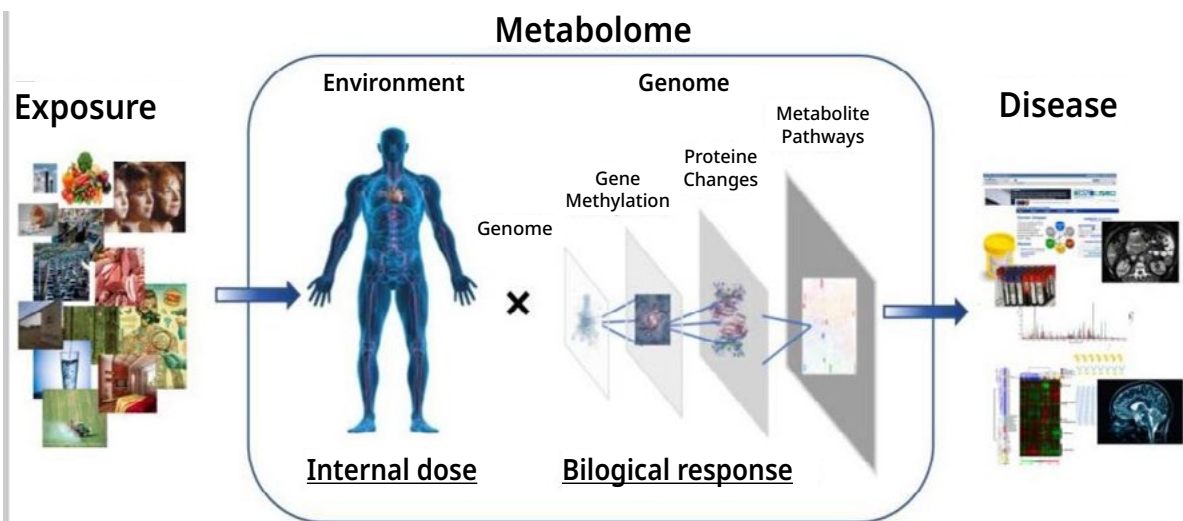 Metabolome
Exposure
Environment
Genome
Disease
Metabolite
Pathways
Proteine
Changes
Gene
Methylation
Genome
×
Internal dose
Bilogical response